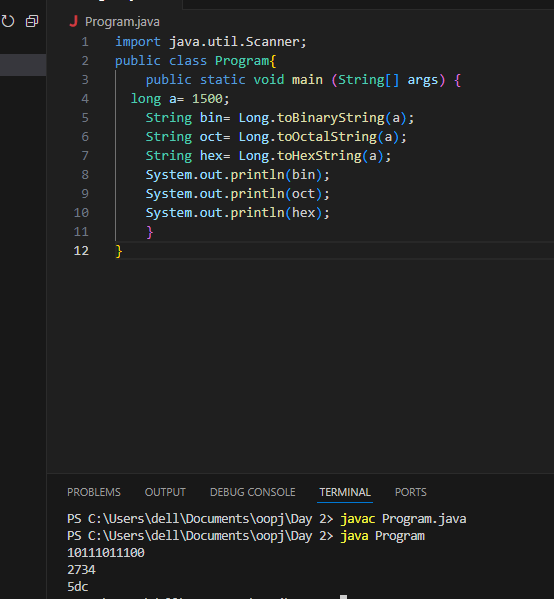 Program.java
1 import java.util.Scanner;
2 public class Program{
3 public static void main (String[] args) {
4 long a= 1500;
5 String bin= Long.toBinaryString(a);
6 String oct= Long.toOctalString(a);
7 String hex= Long.toHexString(a);
8 System.out.println(bin);
9 System.out.println(oct);
10 System.out.println(hex);
11 }
12 }
PROBLEMS OUTPUT DEBUG CONSOLE TERMINAL PORTS
PS C:\Users\dell\Documents\oopj\Day 2> javac Program.java
PS C:\Users\dell\Documents\oopj\Day 2> java Program
10111011100
2734
5dc